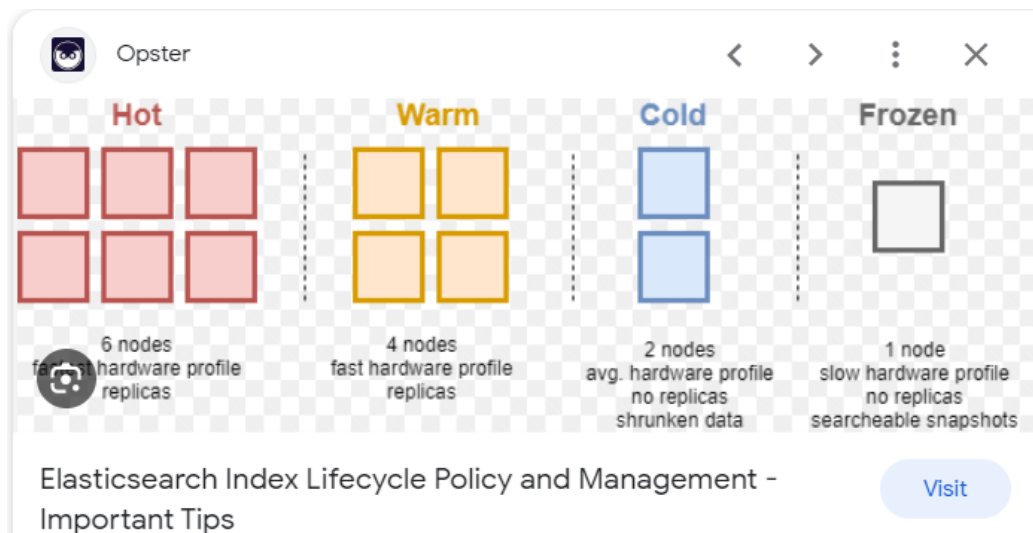 Opster
Hot
Warm
Cold
Frozen
6 nodes
hardware profile
replicas
4 nodes
fast hardware profile
replicas
2 nodes
avg. hardware profile
no replicas
shrunken data
1 node
slow hardware profile
no replicas
searcheable snapshots
Elasticsearch Index Lifecycle Policy and Management -
Important Tips
Visit